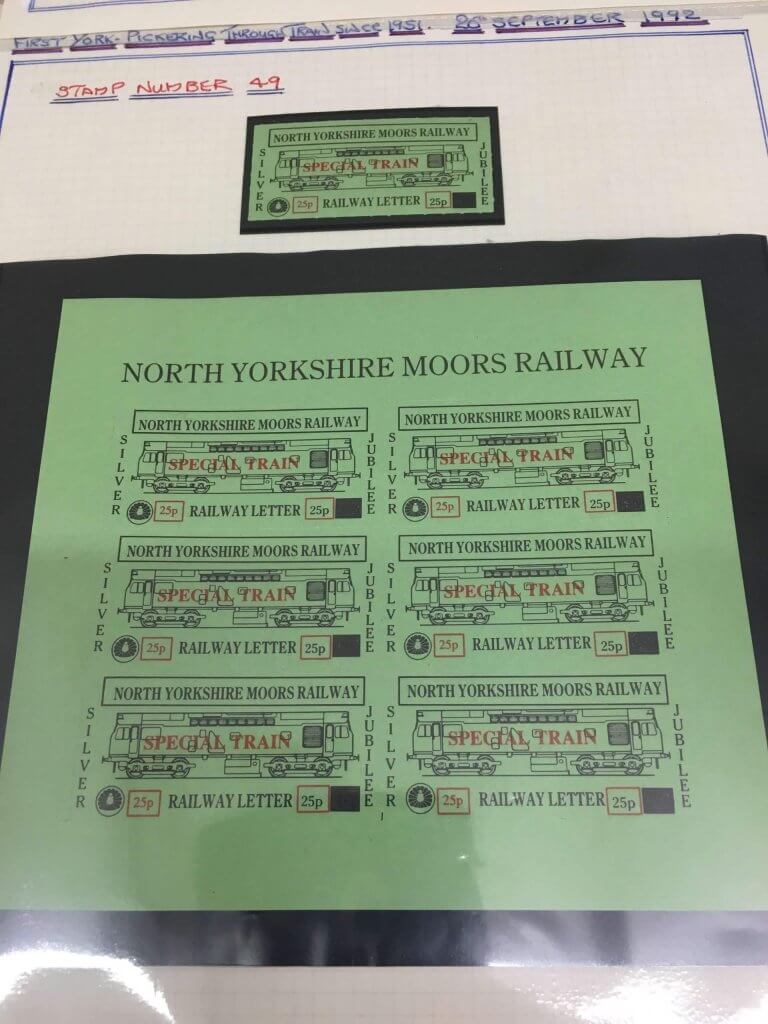 FIRST YORK-PICKERING THROUGH TRAIN SINCE 1951. 26 SEPTEMBER 1992
STAMP NUMBER 49
NORTH YORKSHIRE MOORS RAILWAY
SILVER
SPECIAL TRAIN
JUBILEE
25p RAILWAY LETTER 25p
NORTH YORKSHIRE MOORS RAILWAY
NORTH YORKSHIRE MOORS RAILWAY
SILVER
SPECIAL TRAIN
JUBILEE
25p RAILWAY LETTER 25p
NORTH YORKSHIRE MOORS RAILWAY
SILVER
SPECIAL TRAIN
JUBILEE
25p RAILWAY LETTER 25p
NORTH YORKSHIRE MOORS RAILWAY
SILVER
SPECIAL TRAIN
JUBILEE
25p RAILWAY LETTER 25p
NORTH YORKSHIRE MOORS RAILWAY
SILVER
SPECIAL TRAIN
JUBILEE
25p RAILWAY LETTER 25p
NORTH YORKSHIRE MOORS RAILWAY
SILVER
SPECIAL TRAIN
JUBILEE
25p RAILWAY LETTER 25p
NORTH YORKSHIRE MOORS RAILWAY
SILVER
SPECIAL TRAIN
JUBILEE
25p RAILWAY LETTER 25p